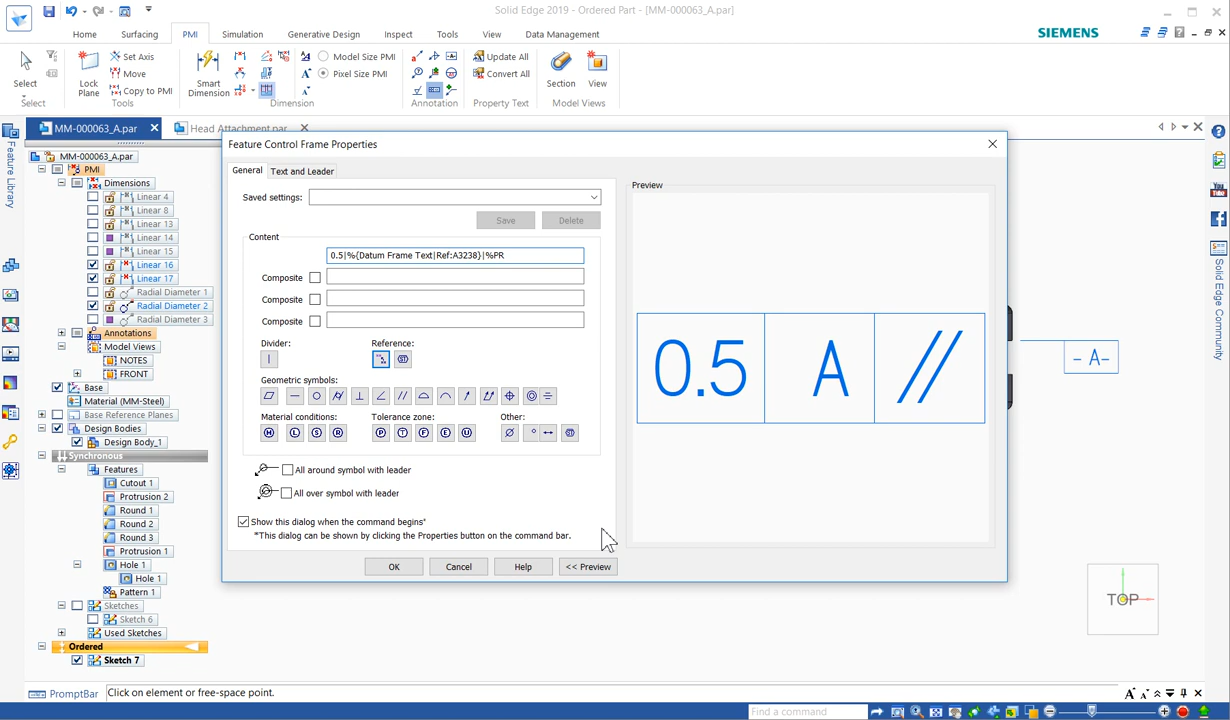 Solid Edge 2019 - Ordered Part - [MM-000063_A.par]
Home Surfacing PMI Simulation Generative Design Inspect Tools View Data Management
SIEMENS
Select
Select
Lock Plane
Set Axis
Move
Copy to PMI
Tools
Smart Dimension
Model Size PMI
Pixel Size PMI
Dimension
Annotation
Update All
Convert All
Property Text
Section
View
Model Views
MM-000063_A.par
Head Attachment.par
Feature Library
MM-000063_A.par
PMI
Dimensions
Linear 4
Linear 8
Linear 13
Linear 14
Linear 15
Linear 16
Linear 17
Radial Diameter 1
Radial Diameter 2
Radial Diameter 3
Annotations
Model Views
NOTES
FRONT
Base
Material (MM-Steel)
Base Reference Planes
Design Bodies
Design Body_1
Synchronous
Features
Cutout 1
Protrusion 2
Round 1
Round 2
Round 3
Protrusion 1
Hole 1
Hole 1
Pattern 1
Sketches
Sketch 6
Used Sketches
Ordered
Sketch 7
Feature Control Frame Properties
General
Text and Leader
Saved settings:
Save
Delete
Content
0.5|%{Datum Frame Text|Ref:A3238}|%PR
Composite
Composite
Composite
Divider:
Reference:
Geometric symbols:
Material conditions:
Tolerance zone:
Other:
M L S R
P T F E U
ST
All around symbol with leader
All over symbol with leader
Show this dialog when the command begins*
*This dialog can be shown by clicking the Properties button on the command bar.
OK
Cancel
Help
<< Preview
Preview
0.5 A //
- A-
TOP
You Tube
Solid Edge Community
PromptBar
Click on element or free-space point.
Find a command